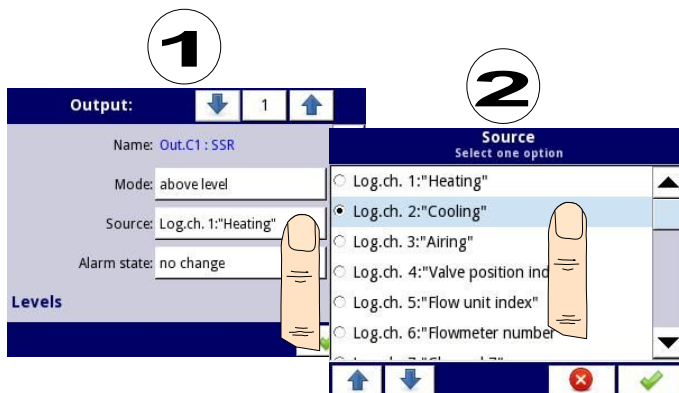 1
Output:
1
Name: Out.C1 : SSR
Mode: above level
Source: Log.ch. 1:"Heating"
Alarm state: no change
Levels
2
Source
Select one option
Log.ch. 1:"Heating"
Log.ch. 2:"Cooling"
Log.ch. 3:"Airing"
Log.ch. 4:"Valve position
Log.ch. 5:"Flow unit index"
Log.ch. 6:"Flowmeter number